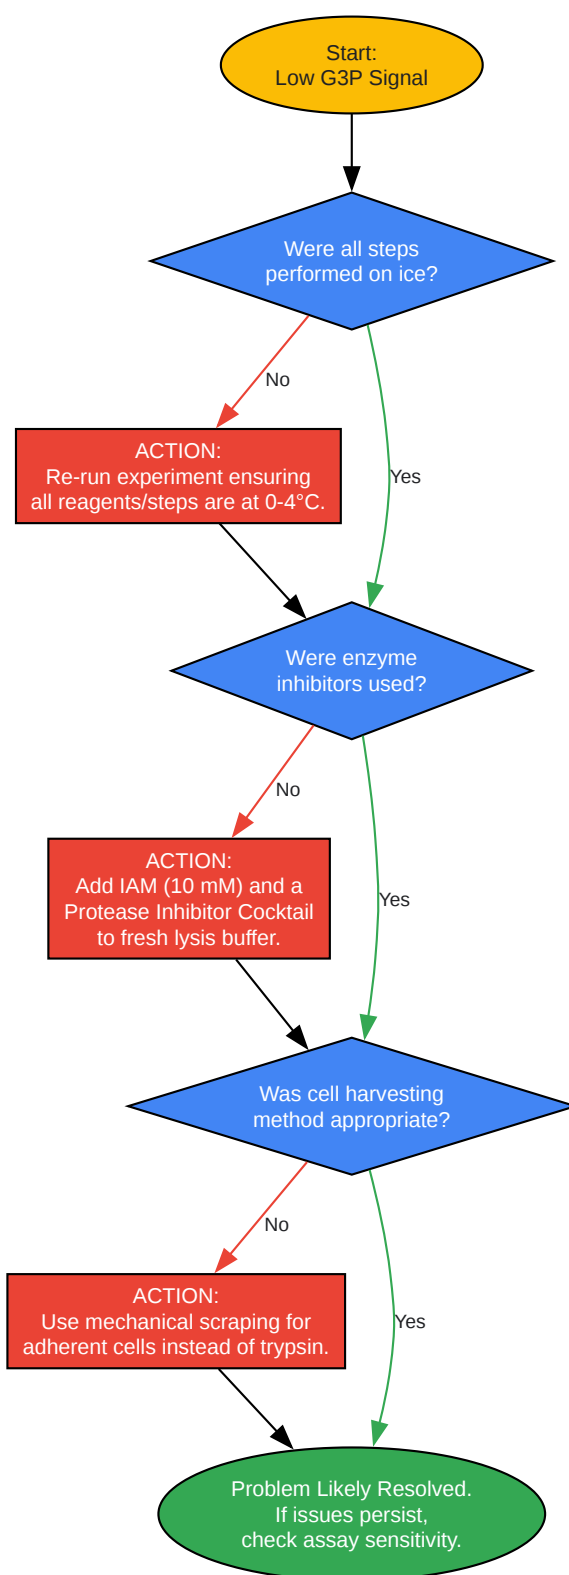 Start:
Low G3P Signal
Were all steps
performed on ice?
No
ACTION:
Re-run experiment ensuring
all reagents/steps are at 0-4°C.
Yes
Were enzyme
inhibitors used?
No
ACTION:
Add IAM (10 mM) and a
Protease Inhibitor Cocktail
to fresh lysis buffer.
Yes
Was cell harvesting
method appropriate?
No
ACTION:
Use mechanical scraping for
adherent cells instead of trypsin.
Yes
Problem Likely Resolved.
If issues persist,
check assay sensitivity.